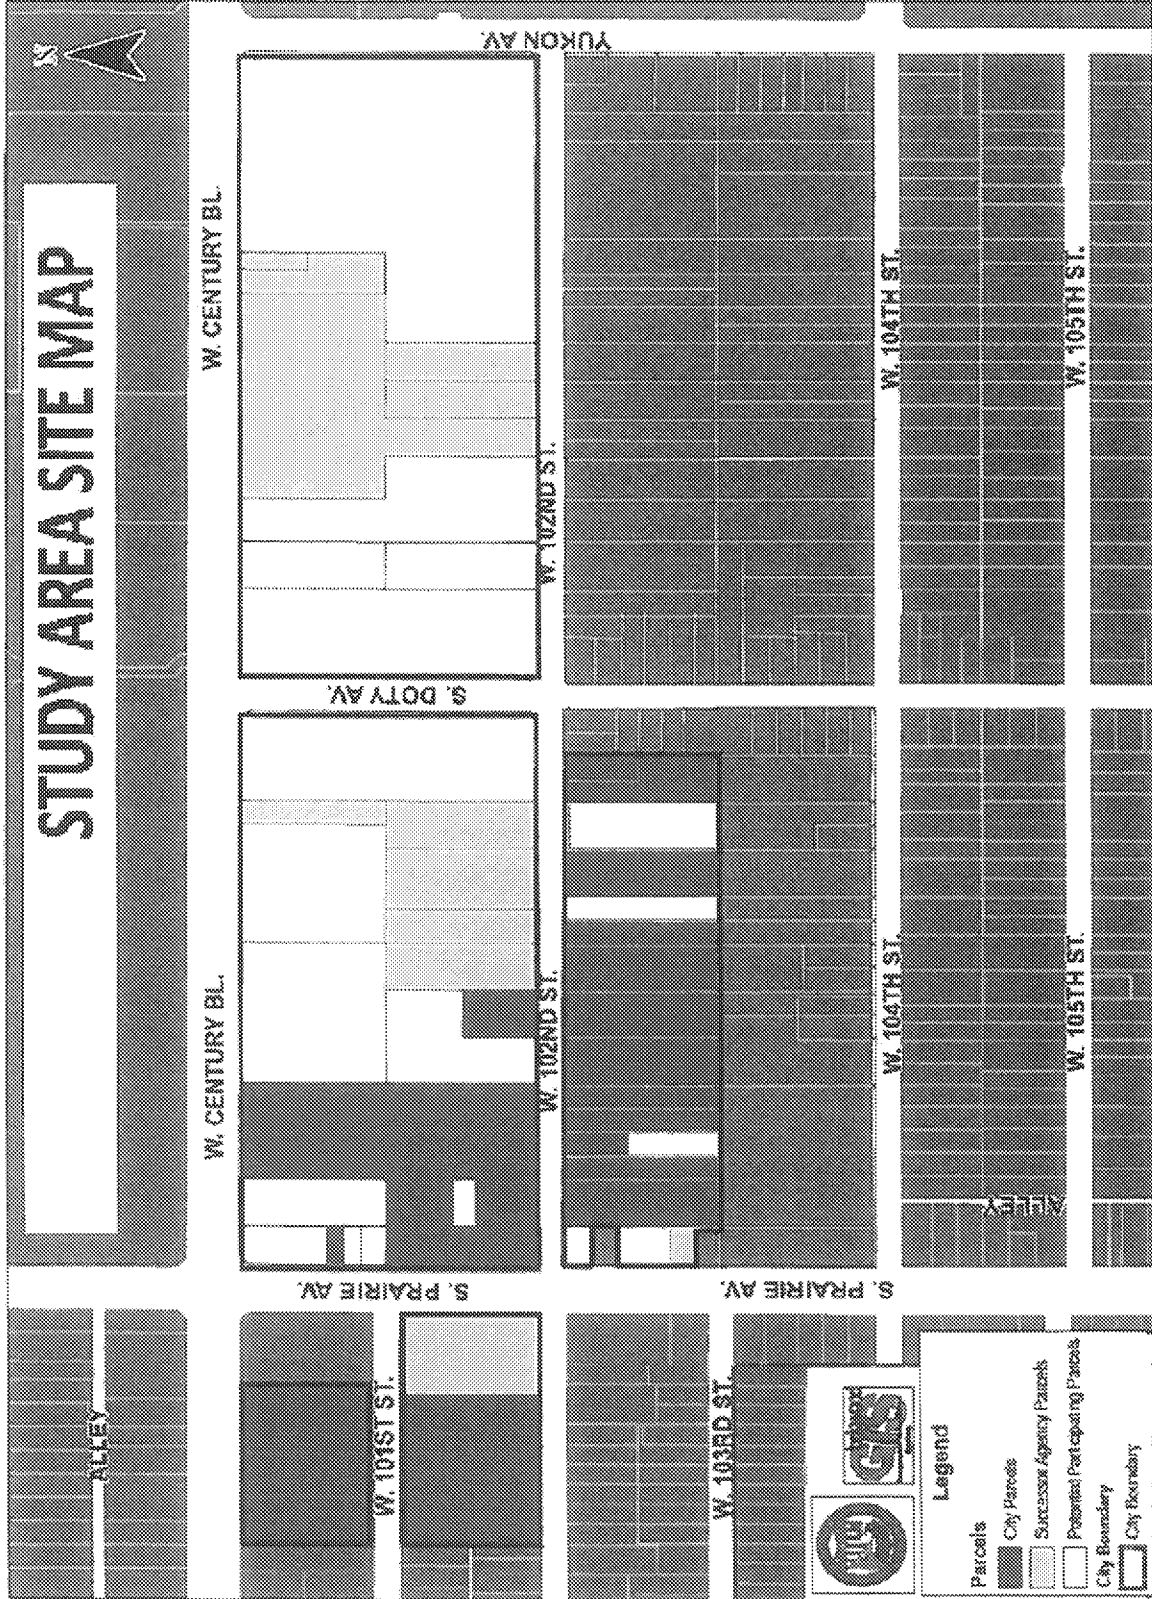 STUDY AREA SITE MAP
N
ALLEY
W. CENTURY BL.
W. CENTURY BL.
S. PRAIRIE AV.
S. DOTY AV.
YUKON AV.
W. 101ST ST.
W. 102ND ST.
W. 102ND ST.
W. 103RD ST.
S. PRAIRIE AV.
W. 104TH ST.
W. 104TH ST.
ALLEY
W. 105TH ST.
W. 105TH ST.
GIS
Legend
Parcels
City Parcels
Successor Agency Parcels
Potential Participating Parcels
City Boundary
City Boundary